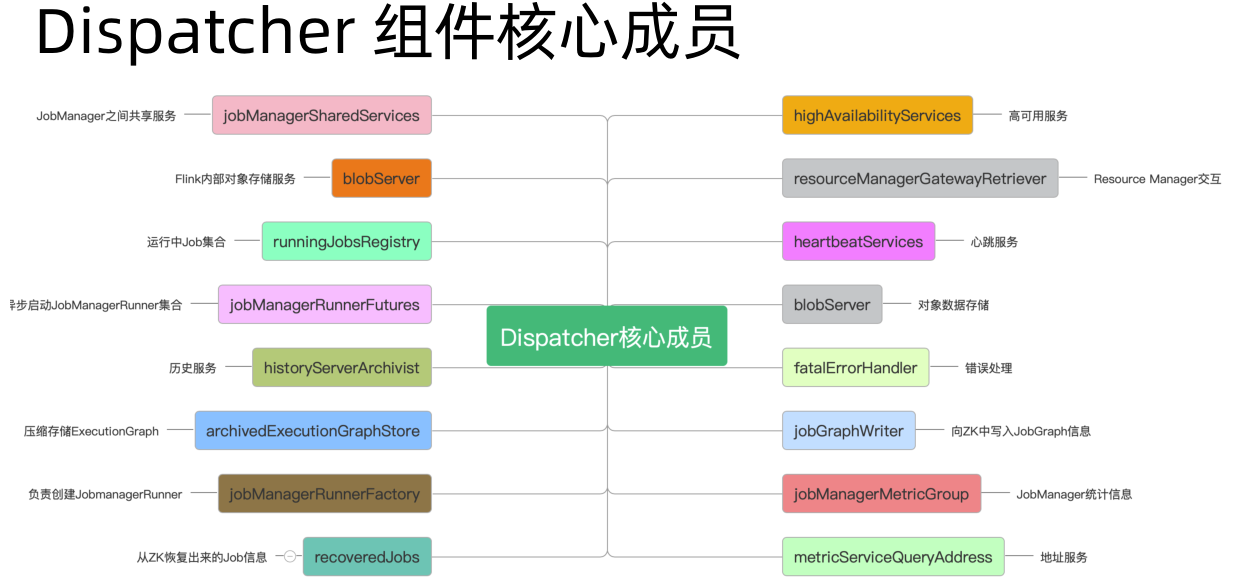 Dispatcher 组件核心成员
JobManager之间共享服务
jobManagerSharedServices
Flink内部对象存储服务
blobServer
运行中Job集合
runningJobsRegistry
步启动JobManagerRunner集合
jobManagerRunnerFutures
历史服务
historyServerArchivist
压缩存储ExecutionGraph
archivedExecutionGraphStore
负责创建JobmanagerRunner
jobManagerRunnerFactory
从ZK恢复出来的Job信息
recoveredJobs
Dispatcher核心成员
highAvailabilityServices
高可用服务
resourceManagerGatewayRetriever
Resource Manager交互
heartbeatServices
心跳服务
blobServer
对象数据存储
fatalErrorHandler
错误处理
jobGraphWriter
向ZK中写入JobGraph信息
jobManagerMetricGroup
JobManager统计信息
metricServiceQueryAddress
地址服务